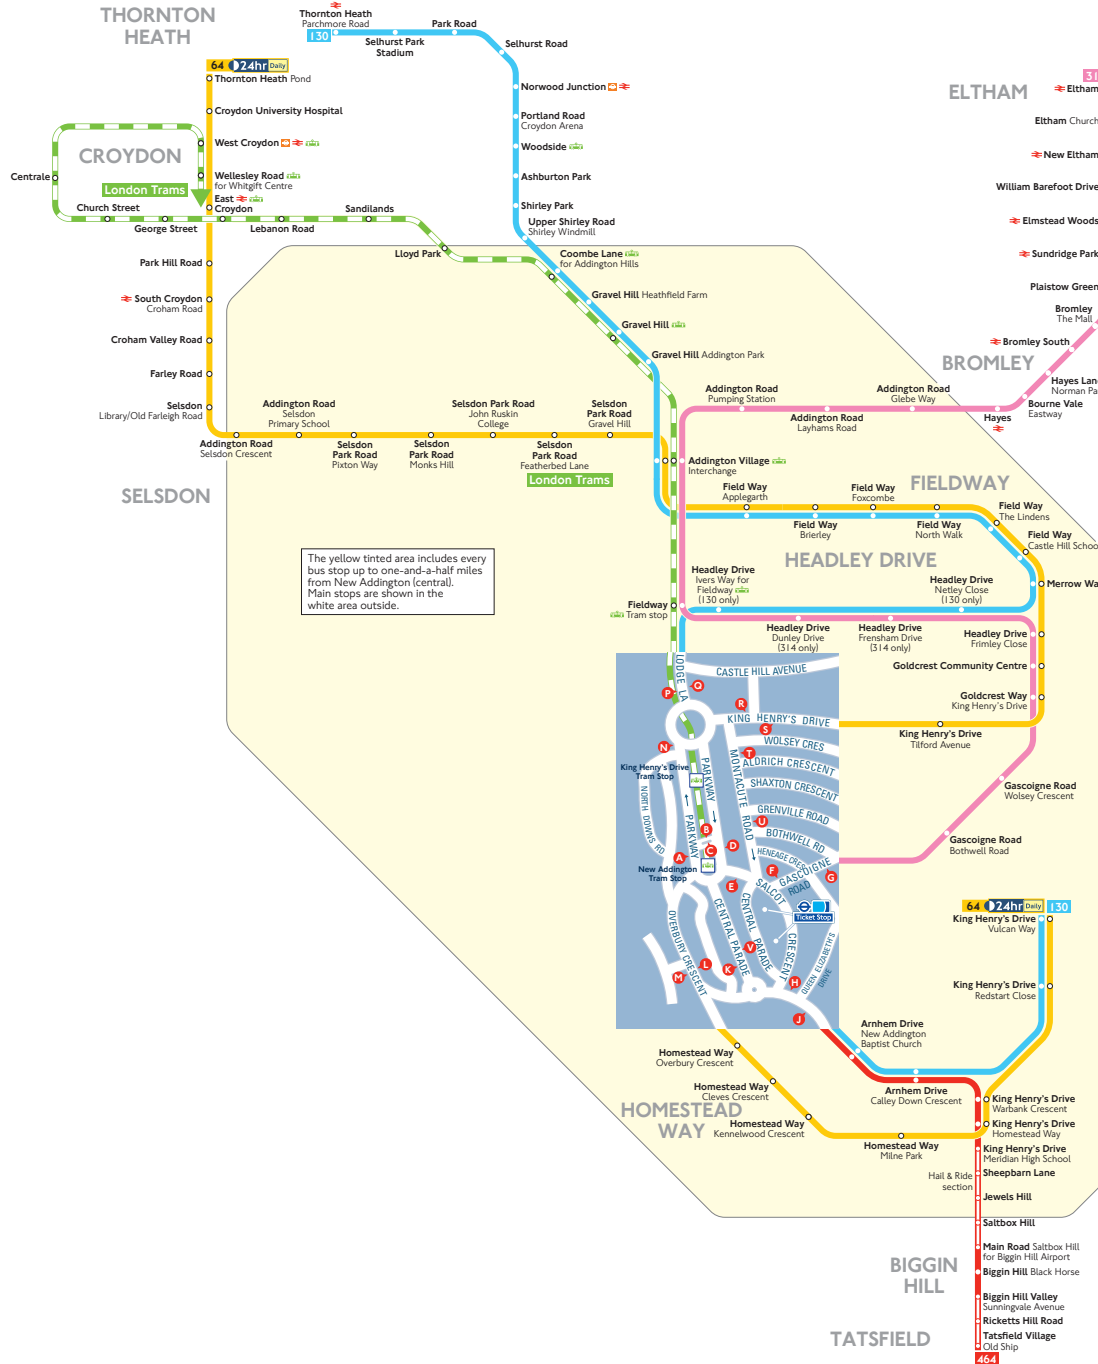 THORNTON
HEATH
Thornton Heath
Parchmore Road
130
Selhurst Park
Stadium
Park Road
Selhurst Road
Norwood Junction
Portland Road
Croydon Arena
Woodside
Ashburton Park
Shirley Park
Upper Shirley Road
Shirley Windmill
Coombe Lane
for Addington Hills
Gravel Hill Heathfield Farm
Gravel Hill
Gravel Hill Addington Park
64 24hr Daily
Thornton Heath Pond
Croydon University Hospital
West Croydon
CROYDON
Wellesley Road
for Whitgift Centre
London Trams
East
Croydon
Centrale
Church Street
George Street
Lebanon Road
Sandilands
Lloyd Park
Park Hill Road
South Croydon
Croham Road
Croham Valley Road
Farley Road
Selsdon
Library/Old Farleigh Road
Addington Road
Selsdon Crescent
Addington Road
Selsdon
Primary School
Selsdon
Park Road
Pixton Way
Selsdon
Park Road
Monks Hill
Selsdon Park Road
John Ruskin
College
Selsdon
Park Road
Featherbed Lane
London Trams
Selsdon
Park Road
Gravel Hill
SELSDON
31
ELTHAM
Eltham
Eltham Church
New Eltham
William Barefoot Drive
Elmstead Woods
Sundridge Park
Plaistow Green
Bromley
The Mall
Bromley South
BROMLEY
Hayes Lan
Norman Pa
Bourne Vale
Eastway
Hayes
Addington Road
Glebe Way
Addington Road
Layhams Road
Addington Road
Pumping Station
Addington Village
Interchange
Field Way
Applegarth
Field Way
Brierley
Field Way
Foxcombe
Field Way
North Walk
FIELDWAY
Field Way
The Lindens
Field Way
Castle Hill Schoo
Merrow Wa
HEADLEY DRIVE
Headley Drive
Ivers Way for
Fieldway
(130 only)
Headley Drive
Netley Close
(130 only)
Fieldway
Tram stop
Headley Drive
Dunley Drive
(314 only)
Headley Drive
Frensham Drive
(314 only)
Headley Drive
Frimley Close
Goldcrest Community Centre
Goldcrest Way
King Henry's Drive
King Henry's Drive
Tilford Avenue
Gascoigne Road
Wolsey Crescent
Gascoigne Road
Bothwell Road
The yellow tinted area includes every
bus stop up to one-and-a-half miles
from New Addington (central).
Main stops are shown in the
white area outside.
LODGE LA
CASTLE HILL AVENUE
P
Q
R
KING HENRY'S DRIVE
S
WOLSEY CRES
N
T
ALDRICH CRESCENT
King Henry's Drive
Tram Stop
SHAXTON CRESCENT
PARKWAY
MONTACUTE ROAD
NORTH DOWNS RD
PARKWAY
GRENVILLE ROAD
U
BOTHWELL RD
B
C
D
HENEAGE CRES
A
New Addington
Tram Stop
F
GASCOIGNE
ROAD
G
E
SALCOT
CRESCENT
Ticket Stop
CENTRAL PARADE
CENTRAL PARADE
OVERBURY CRESCENT
QUEEN ELIZABETH'S
DRIVE
V
L
K
M
H
J
64 24hr Daily 130
King Henry's Drive
Vulcan Way
King Henry's Drive
Redstart Close
Arnhem Drive
New Addington
Baptist Church
Arnhem Drive
Calley Down Crescent
Homestead Way
Overbury Crescent
Homestead Way
Cleves Crescent
HOMESTEAD
WAY
Homestead Way
Kennelwood Crescent
Homestead Way
Milne Park
King Henry's Drive
Warbank Crescent
King Henry's Drive
Homestead Way
King Henry's Drive
Meridian High School
Hail & Ride
section
Sheepbarn Lane
Jewels Hill
Saltbox Hill
Main Road Saltbox Hill
for Biggin Hill Airport
BIGGIN
HILL
Biggin Hill Black Horse
Biggin Hill Valley
Sunningvale Avenue
Ricketts Hill Road
TATSFIELD
Tatsfield Village
Old Ship
464